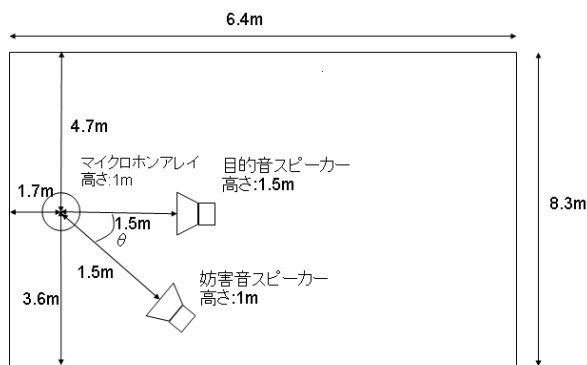 6.4m
4.7m
マイクロホンアレイ
高さ:1m
目的音スピーカー
高さ:1.5m
1.7m
1.5m
θ
8.3m
1.5m
妨害音スピーカー
高さ:1m
3.6m